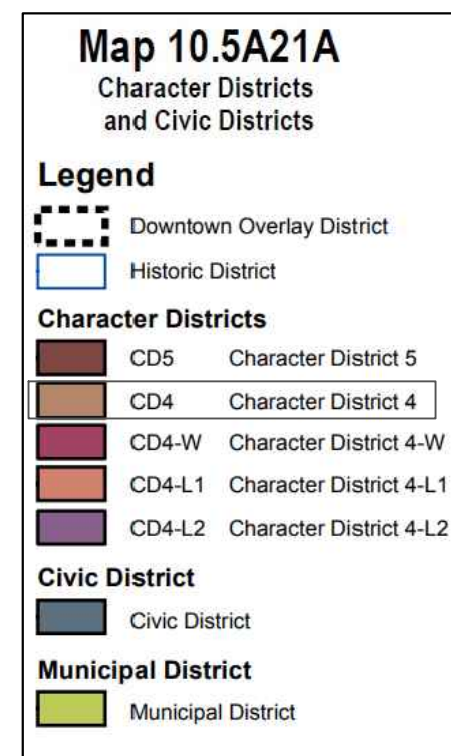 Map 10.5A21A
Character Districts
and Civic Districts
Legend
Downtown Overlay District
Historic District
Character Districts
CD5 Character District 5
CD4 Character District 4
CD4-W Character District 4-W
CD4-L1 Character District 4-L1
CD4-L2 Character District 4-L2
Civic District
Civic District
Municipal District
Municipal District